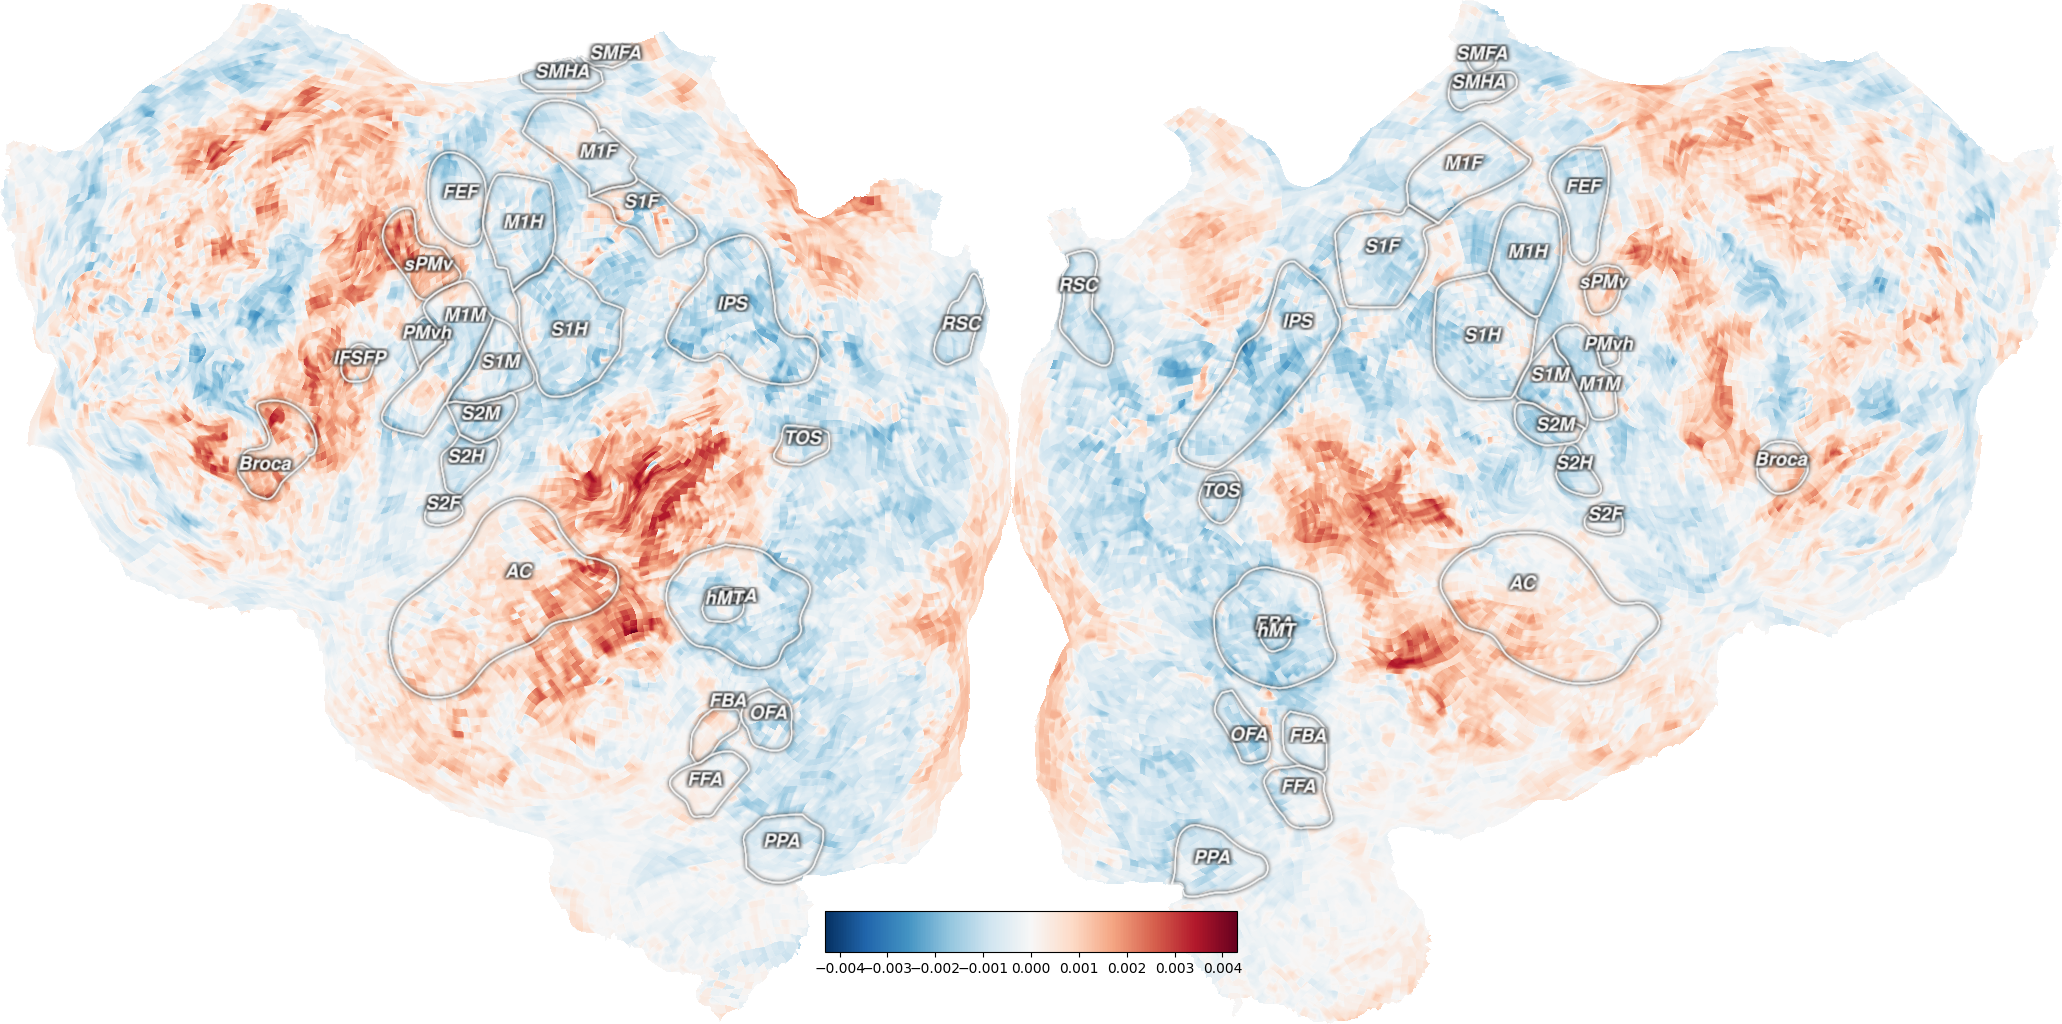 SMFA
SMHA
M1F
FEF
M1H
S1F
sPMv
IPS
M1M
PMvh
S1H
RSC
IFSFP
S1M
S2M
Broca
TOS
S2H
S2F
AC
hMT
FBA
OFA
FFA
PPA
SMFA
SMHA
M1F
FEF
S1F
M1H
RSC
sPMv
IPS
S1H
PMvh
S1M
M1M
S2M
Broca
S2H
TOS
S2F
AC
hMT
OFA
FBA
FFA
PPA
−0.004 −0.003 −0.002 −0.001 0.000 0.001 0.002 0.003 0.004